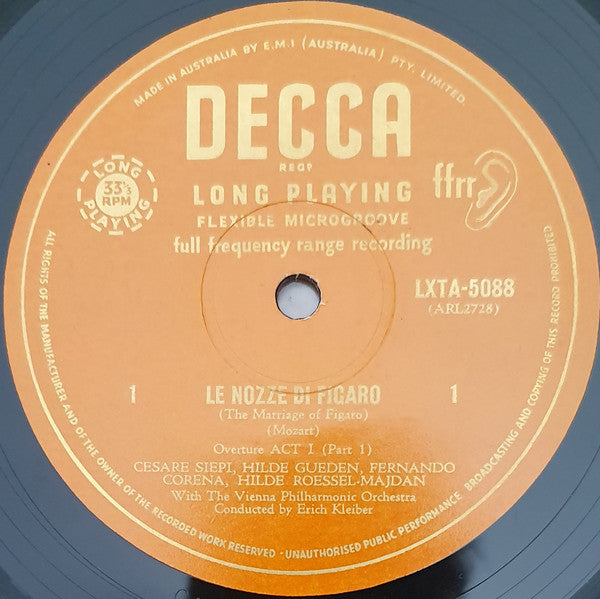 MADE IN AUSTRALIA BY E.M.I (AUSTRALIA) PTY. LIMITED.
DECCA
REGD
LONG PLAYING
FLEXIBLE MICROGROOVE
full frequency range recording
LONG
33⅓
RPM
PLAYING
ffrr
LXTA-5088
(ARL2728)
1 LE NOZZE DI FIGARO 1
(The Marriage of Figaro)
(Mozart)
Overture ACT I (Part 1)
CESARE SIEPI, HILDE GUEDEN, FERNANDO
CORENA, HILDE ROESSEL-MAJDAN
With The Vienna Philharmonic Orchestra
Conducted by Erich Kleiber
ALL RIGHTS OF THE MANUFACTURER AND OF THE OWNER OF THE RECORDED WORK RESERVED - UNAUTHORISED PUBLIC PERFORMANCE BROADCASTING AND COPYING OF THIS RECORD PROHIBITED